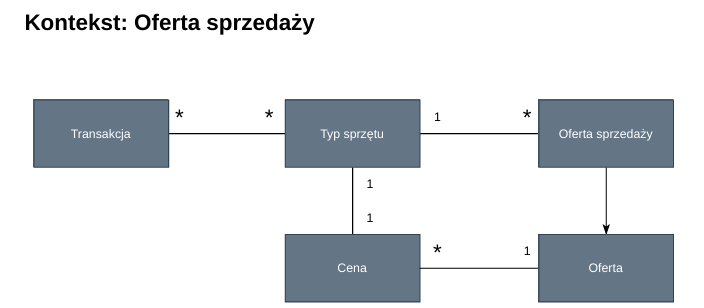 Kontekst: Oferta sprzedaży
* * 1 *
Transakcja Typ sprzętu Oferta sprzedaży
1
1
* 1
Cena Oferta